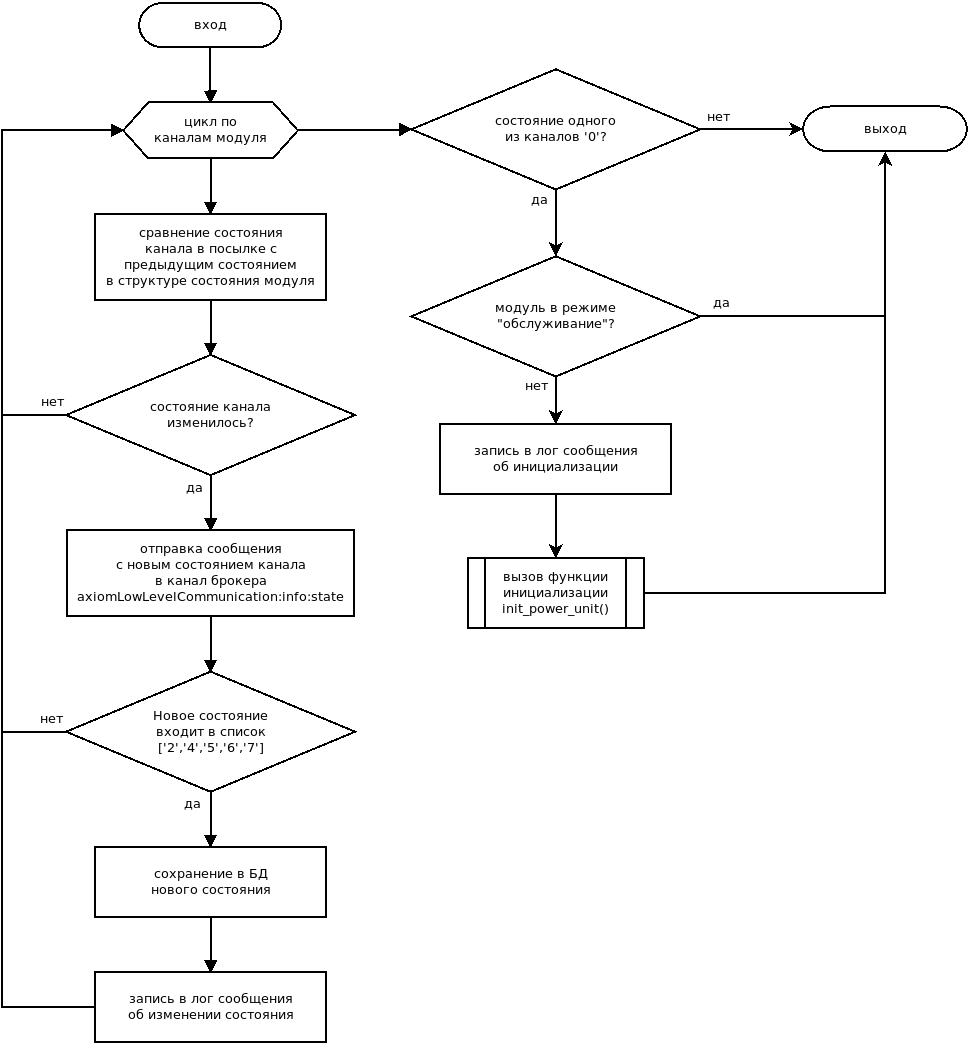 вход
цикл по
каналам модуля
сравнение состояния
канала в посылке с
предыдущим состоянием
в структуре состояния модуля
состояние канала
изменилось?
нет
да
отправка сообщения
с новым состоянием канала
в канал брокера
axiomLowLevelCommunication:info:state
Новое состояние
входит в список
['2','4','5','6','7']
нет
да
сохранение в БД
нового состояния
запись в лог сообщения
об изменении состояния
состояние одного
из каналов '0'?
нет
выход
да
модуль в режиме
"обслуживание"?
да
нет
запись в лог сообщения
об инициализации
вызов функции
инициализации
init_power_unit()